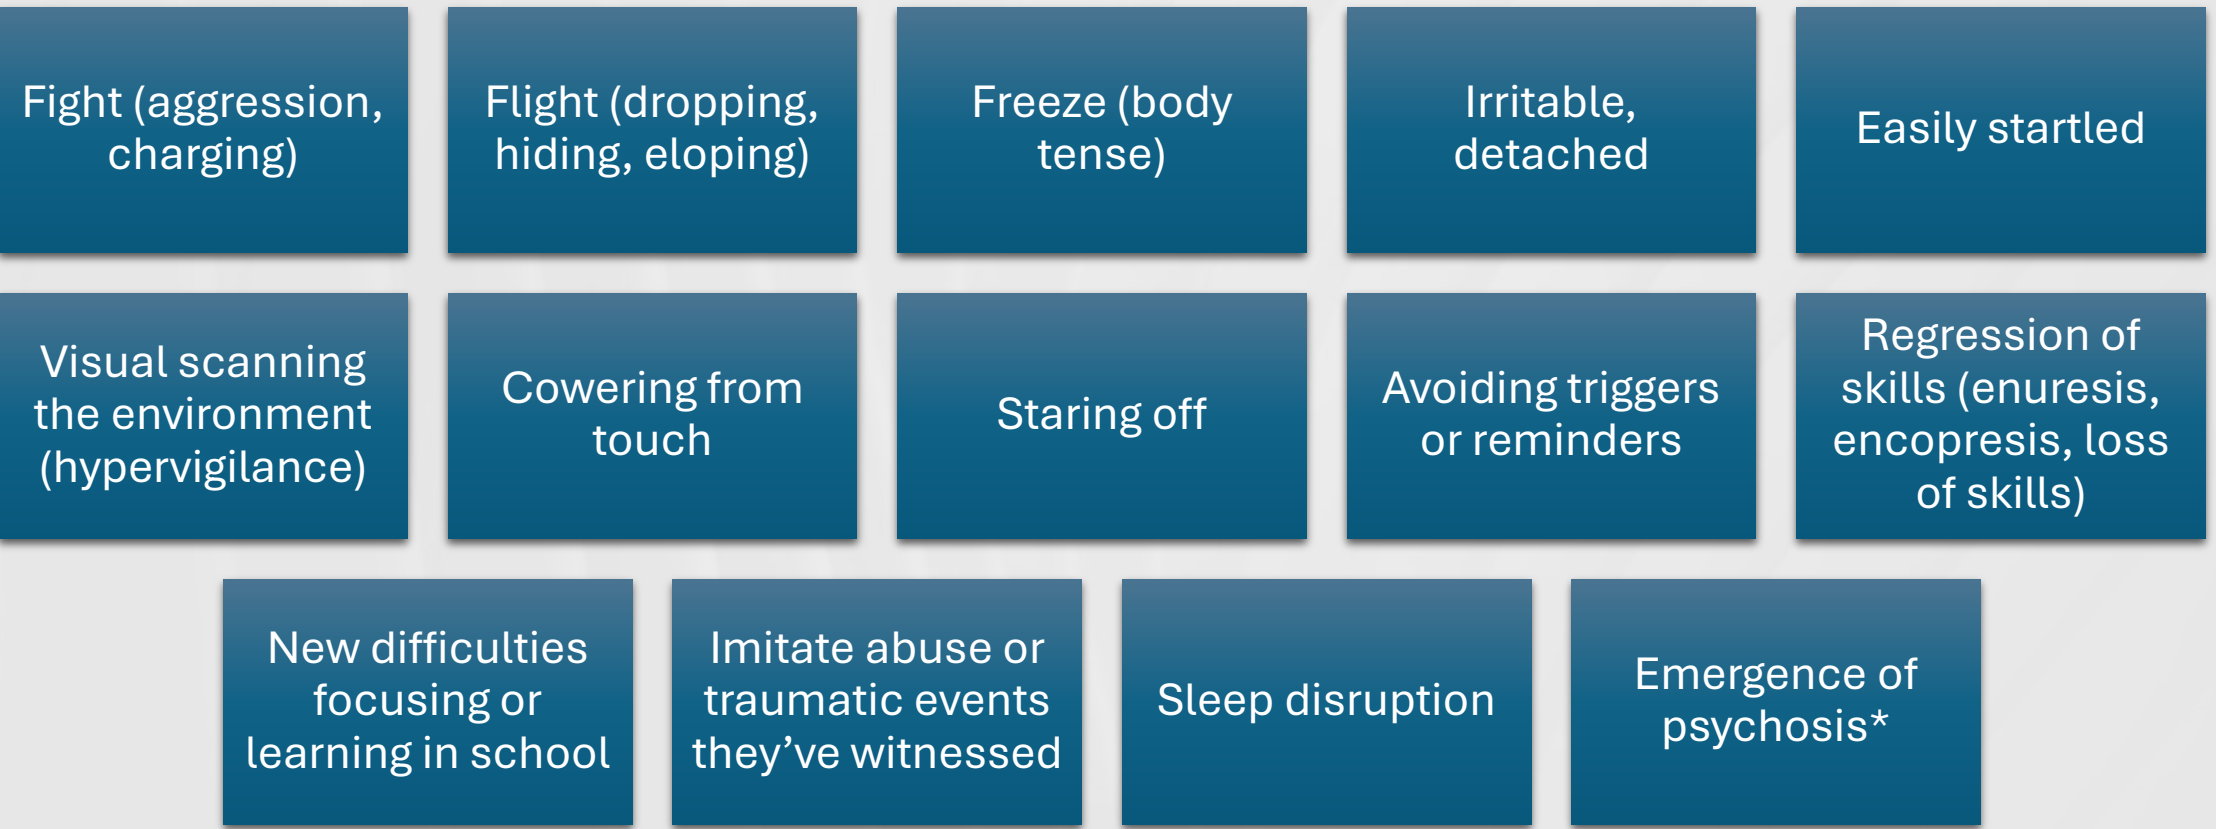 Fight (aggression,
charging)
Flight (dropping,
hiding, eloping)
Freeze (body
tense)
Irritable,
detached
Easily startled
Visual scanning
the environment
(hypervigilance)
Cowering from
touch
Staring off
Avoiding triggers
or reminders
Regression of
skills (enuresis,
encopresis, loss
of skills)
New difficulties
focusing or
learning in school
Imitate abuse or
traumatic events
they’ve witnessed
Sleep disruption
Emergence of
psychosis*